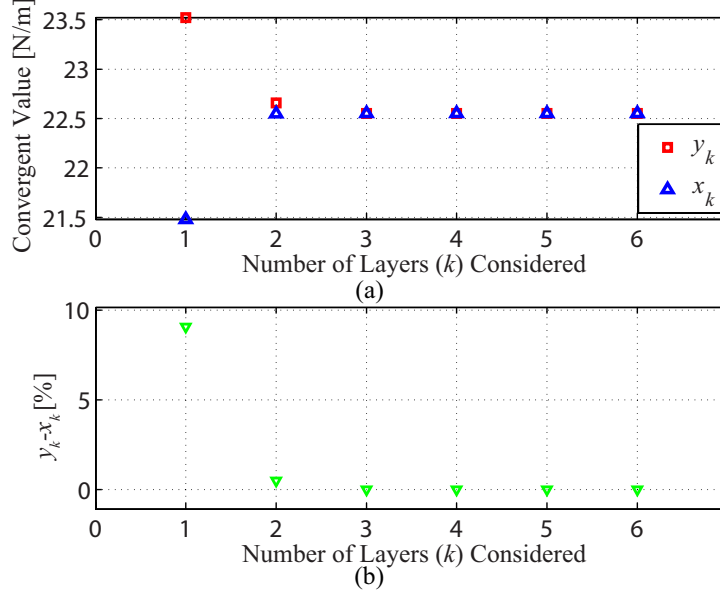 23.5
23
22.5
22
21.5
Convergent Value [N/m]
y_k
x_k
0 1 2 3 4 5 6
Number of Layers (k) Considered
(a)
10
5
0
y_k-x_k [%]
0 1 2 3 4 5 6
Number of Layers (k) Considered
(b)